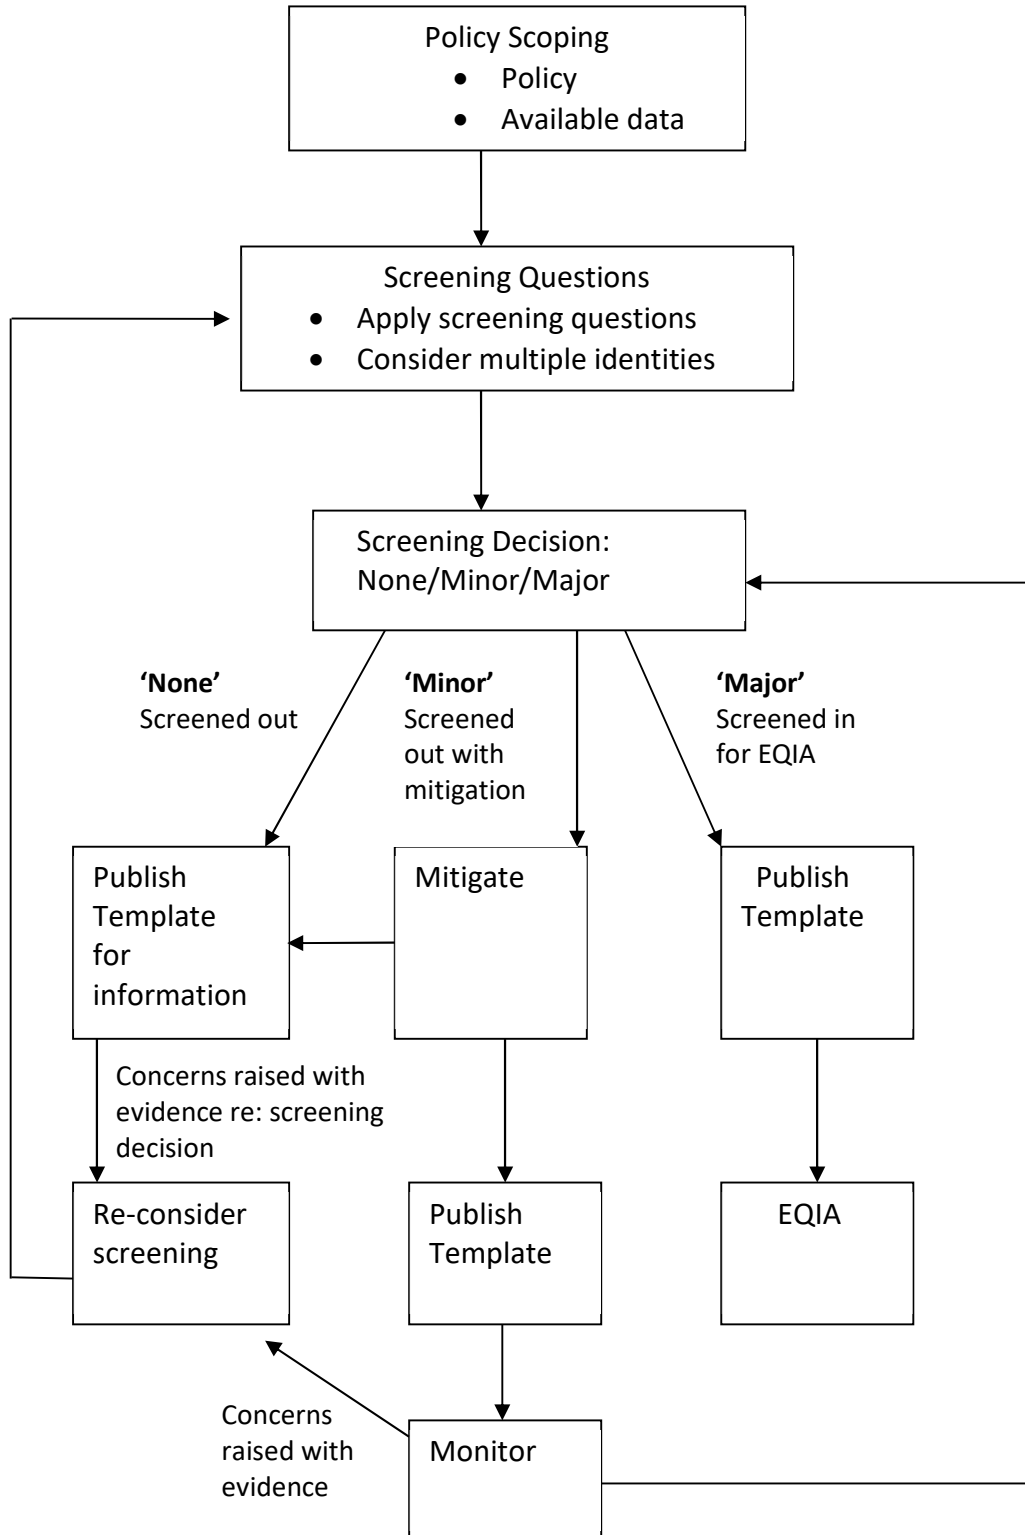 Policy Scoping
• Policy
• Available data
Screening Questions
• Apply screening questions
• Consider multiple identities
Screening Decision:
None/Minor/Major
‘None’
Screened out
‘Minor’
Screened
out with
mitigation
‘Major’
Screened in
for EQIA
Publish
Template
for
information
Mitigate
Publish
Template
Concerns raised with
evidence re: screening
decision
Re-consider
screening
Publish
Template
EQIA
Concerns
raised with
evidence
Monitor